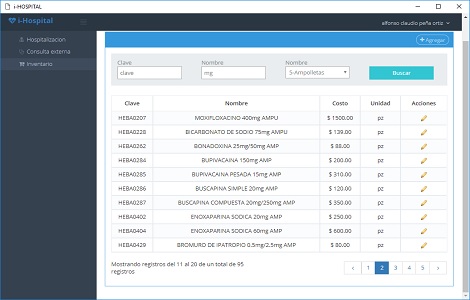 i-HOSPITAL
i-Hospital
alfonso claudio peña ortiz
Hospitalizacion
Consulta externa
Inventario
+ Agregar
Clave Nombre Nombre
clave mg 5-Ampolletas Buscar
Clave Nombre Costo Unidad Acciones
HEBA0207 MOXIFLOXACINO 400mg AMPU $ 1500.00 pz
HEBA0228 BICARBONATO DE SODIO 75mg AMPU $ 139.00 pz
HEBA0262 BONADOXINA 25mg/50mg AMP $ 88.00 pz
HEBA0284 BUPIVACAINA 150mg AMP $ 200.00 pz
HEBA0285 BUPIVACAINA PESADA 15mg AMP $ 310.00 pz
HEBA0286 BUSCAPINA SIMPLE 20mg AMP $ 120.00 pz
HEBA0287 BUSCAPINA COMPUESTA 20mg/250mg AMP $ 350.00 pz
HEBA0402 ENOXAPARINA SODICA 20mg AMP $ 250.00 pz
HEBA0404 ENOXAPARINA SODICA 60mg AMP $ 600.00 pz
HEBA0429 BROMURO DE IPATROPIO 0.5mg/2.5mg AMP $ 80.00 pz
Mostrando registros del 11 al 20 de un total de 95
registros
< 1 2 3 4 5 >